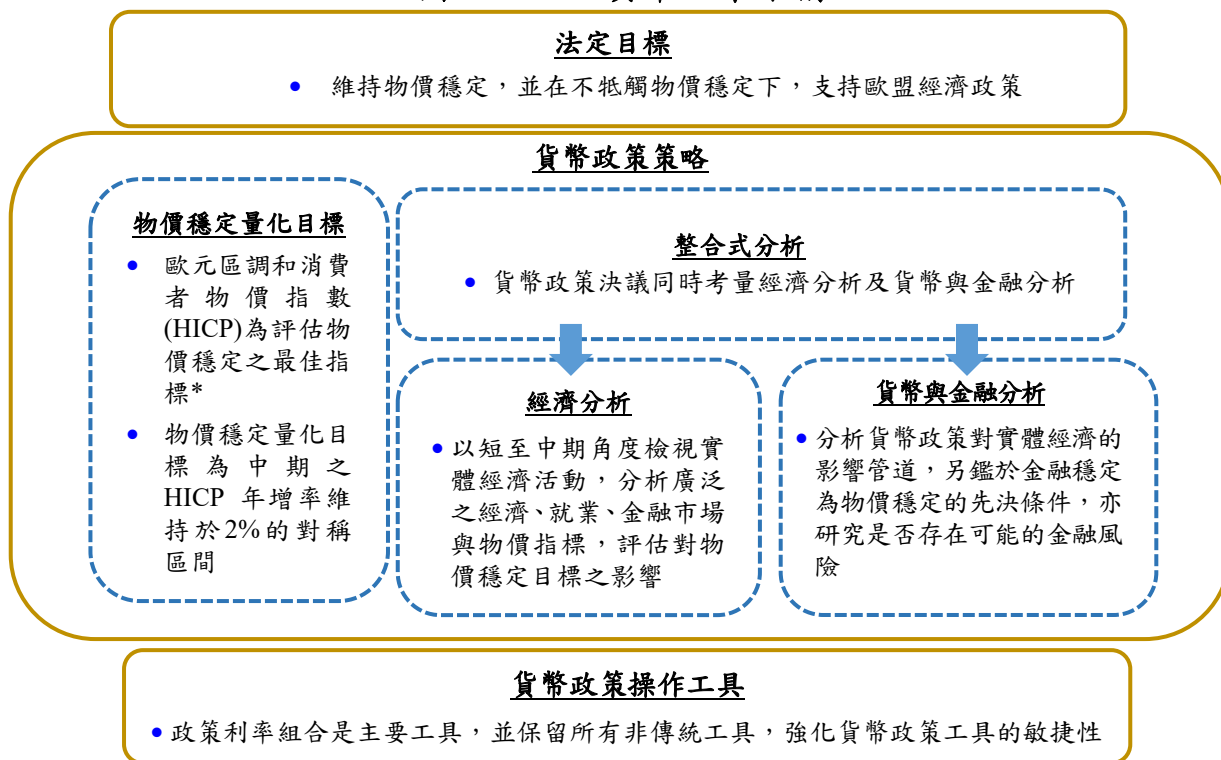 法定目標
• 維持物價穩定，並在不牴觸物價穩定下，支持歐盟經濟政策
貨幣政策策略
物價穩定量化目標
• 歐元區調和消費
者物價指數
(HICP)為評估物
價穩定之最佳指
標*
• 物價穩定量化目
標為中期之
HICP 年增率維
持於2%的對稱
區間
整合式分析
• 貨幣政策決議同時考量經濟分析及貨幣與金融分析
經濟分析
• 以短至中期角度檢視實
體經濟活動，分析廣泛
之經濟、就業、金融市場
與物價指標，評估對物
價穩定目標之影響
貨幣與金融分析
• 分析貨幣政策對實體經濟的
影響管道，另鑑於金融穩定
為物價穩定的先決條件，亦
研究是否存在可能的金融風
險
貨幣政策操作工具
• 政策利率組合是主要工具，並保留所有非傳統工具，強化貨幣政策工具的敏捷性